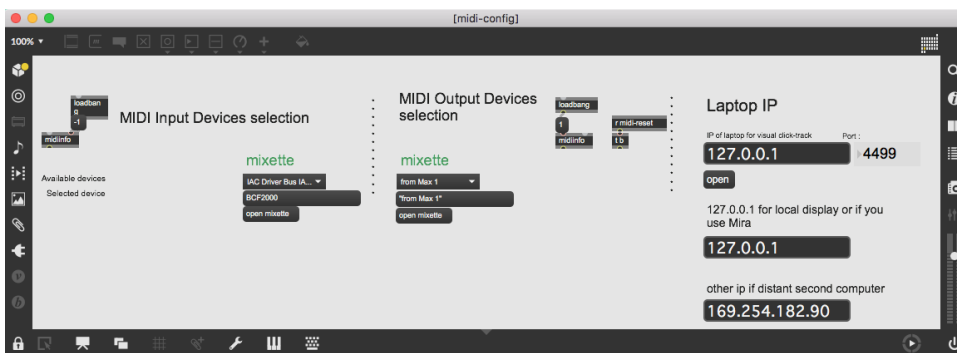 [midi-config]
100%
loadban
g
-1
midiinfo
MIDI Input Devices selection
Available devices
Selected device
mixette
IAC Driver Bus IA...
BCF2000
open mixette
MIDI Output Devices
selection
mixette
from Max 1
"from Max 1"
open mixette
loadbang
1
midiinfo
r midi-reset
t b
Laptop IP
IP of laptop for visual click-track
Port :
127.0.0.1
4499
open
127.0.0.1 for local display or if you
use Mira
127.0.0.1
other ip if distant second computer
169.254.182.90